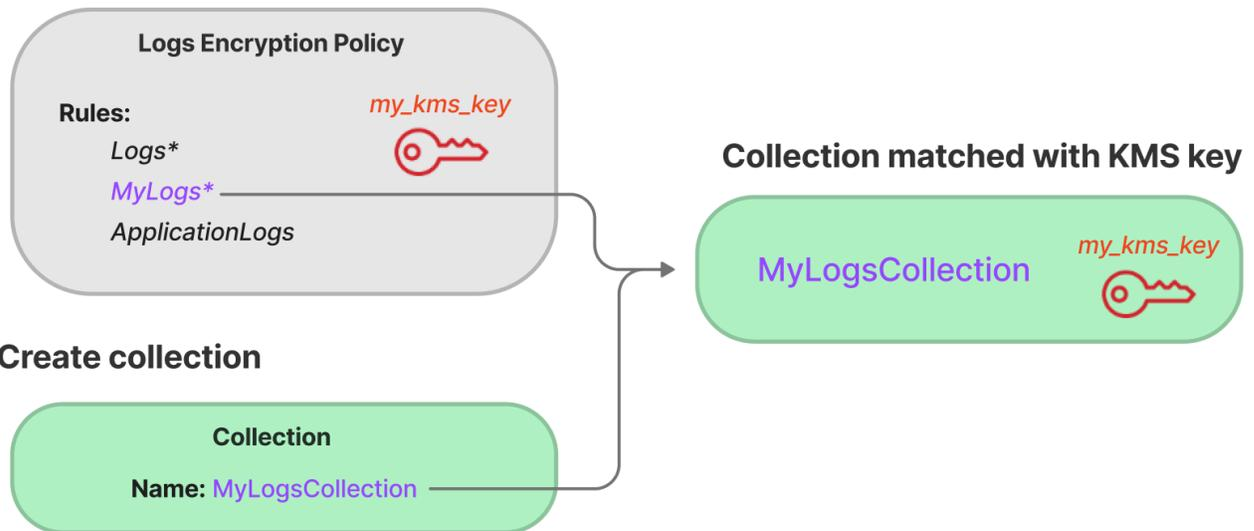 Logs Encryption Policy
Rules:
my_kms_key
Logs*
MyLogs*
ApplicationLogs
Collection matched with KMS key
MyLogsCollection
my_kms_key
Create collection
Collection
Name: MyLogsCollection